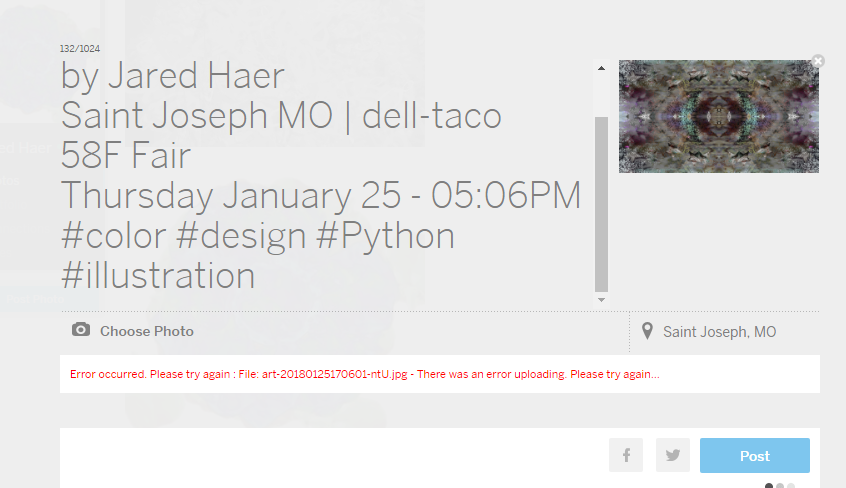 132/1024
by Jared Haer
Saint Joseph MO | dell-taco
58F Fair
Thursday January 25 - 05:06PM
#color #design #Python
#illustration
Choose Photo
Saint Joseph, MO
Error occurred. Please try again : File: art-20180125170601-ntU.jpg - There was an error uploading. Please try again...
Post